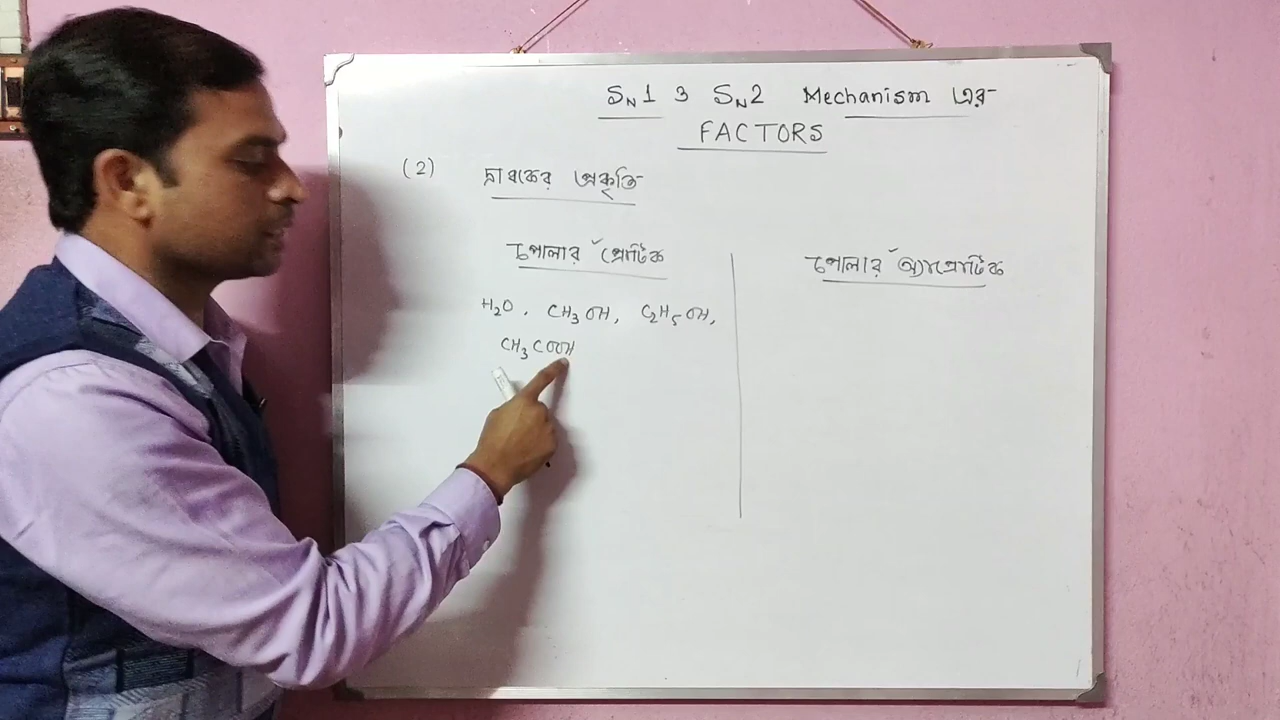 SN1 ও SN2 Mechanism এর
FACTORS
(2) দ্রাবকের প্রকৃতি
পোলার প্রোটিক
পোলার অ্যাপ্রোটিক
H2O, CH3OH, C2H5OH,
CH3COOH